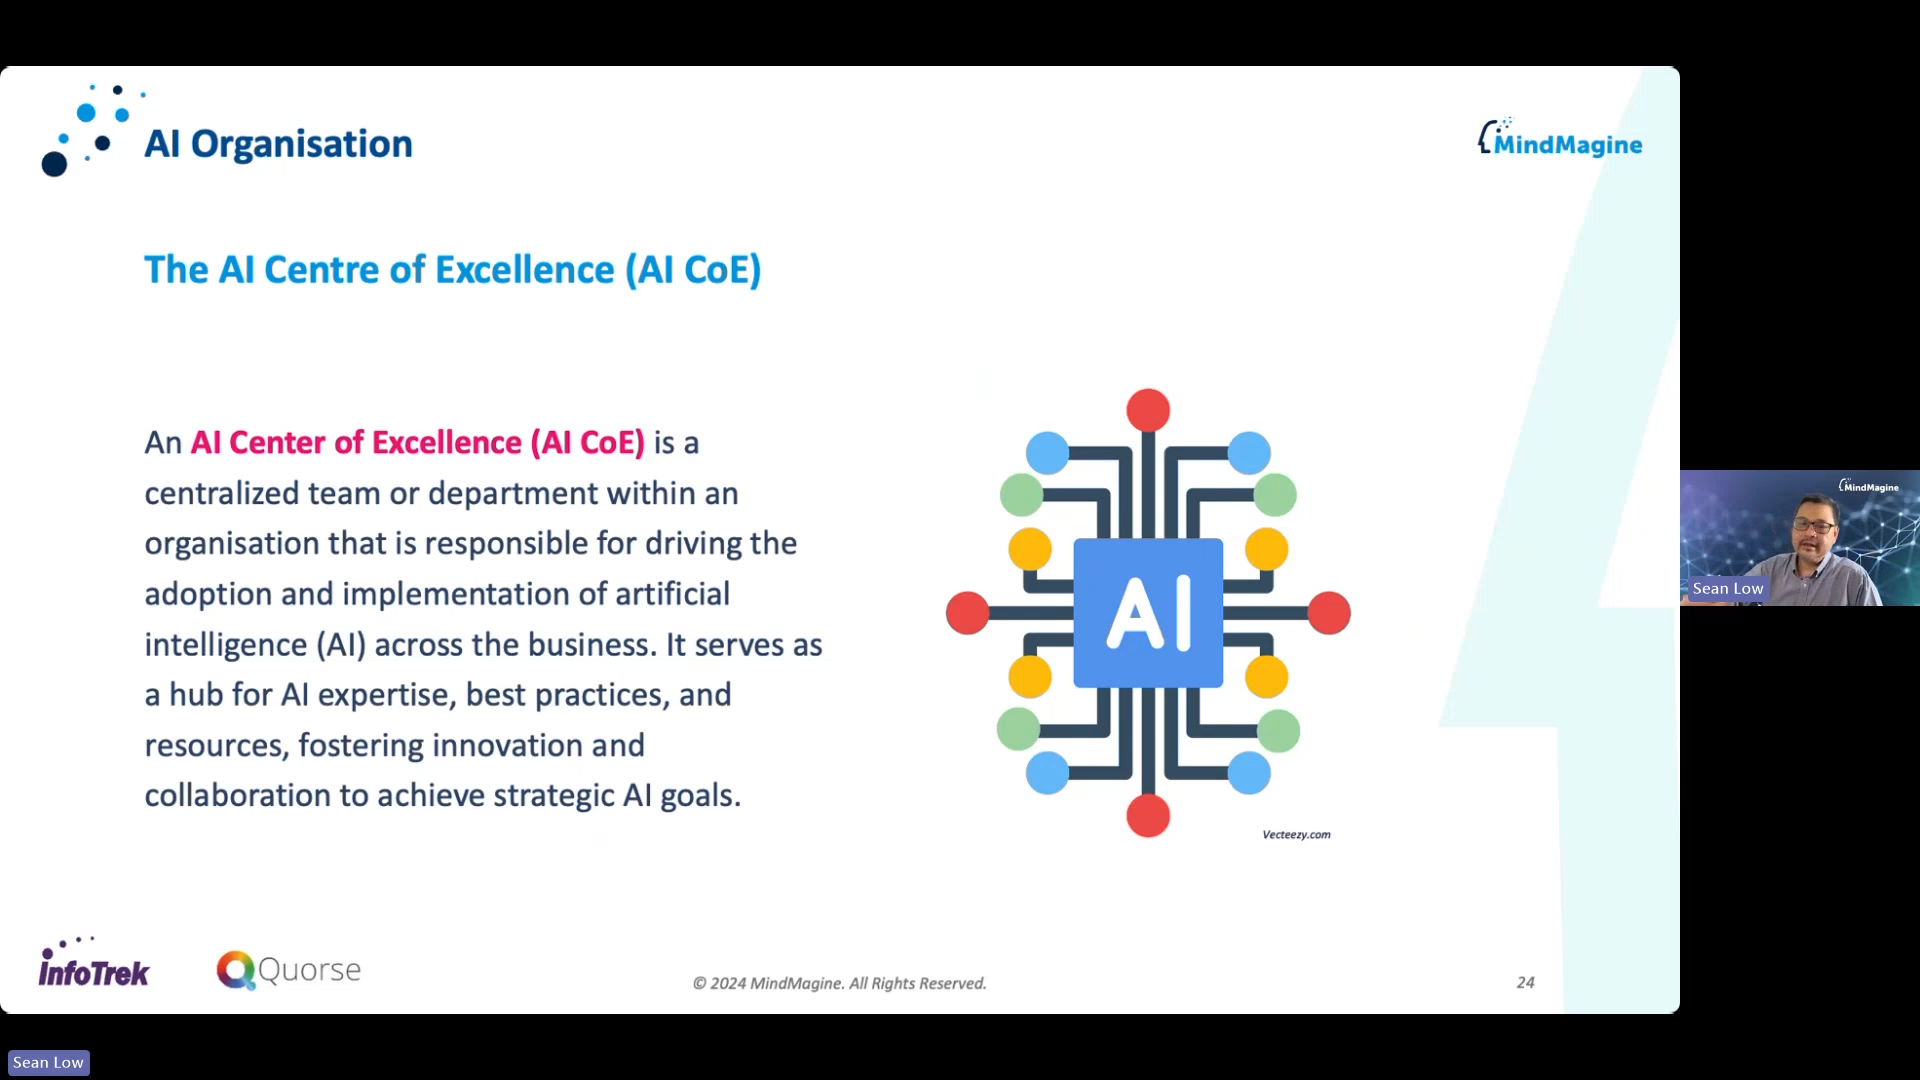 AI Organisation
MindMagine
The AI Centre of Excellence (AI CoE)
An AI Center of Excellence (AI CoE) is a
centralized team or department within an
organisation that is responsible for driving the
adoption and implementation of artificial
intelligence (AI) across the business. It serves as
a hub for AI expertise, best practices, and
resources, fostering innovation and
collaboration to achieve strategic AI goals.
AI
Vecteezy.com
MindMagine
Sean Low
InfoTrek
Quorse
© 2024 MindMagine. All Rights Reserved.
24
Sean Low